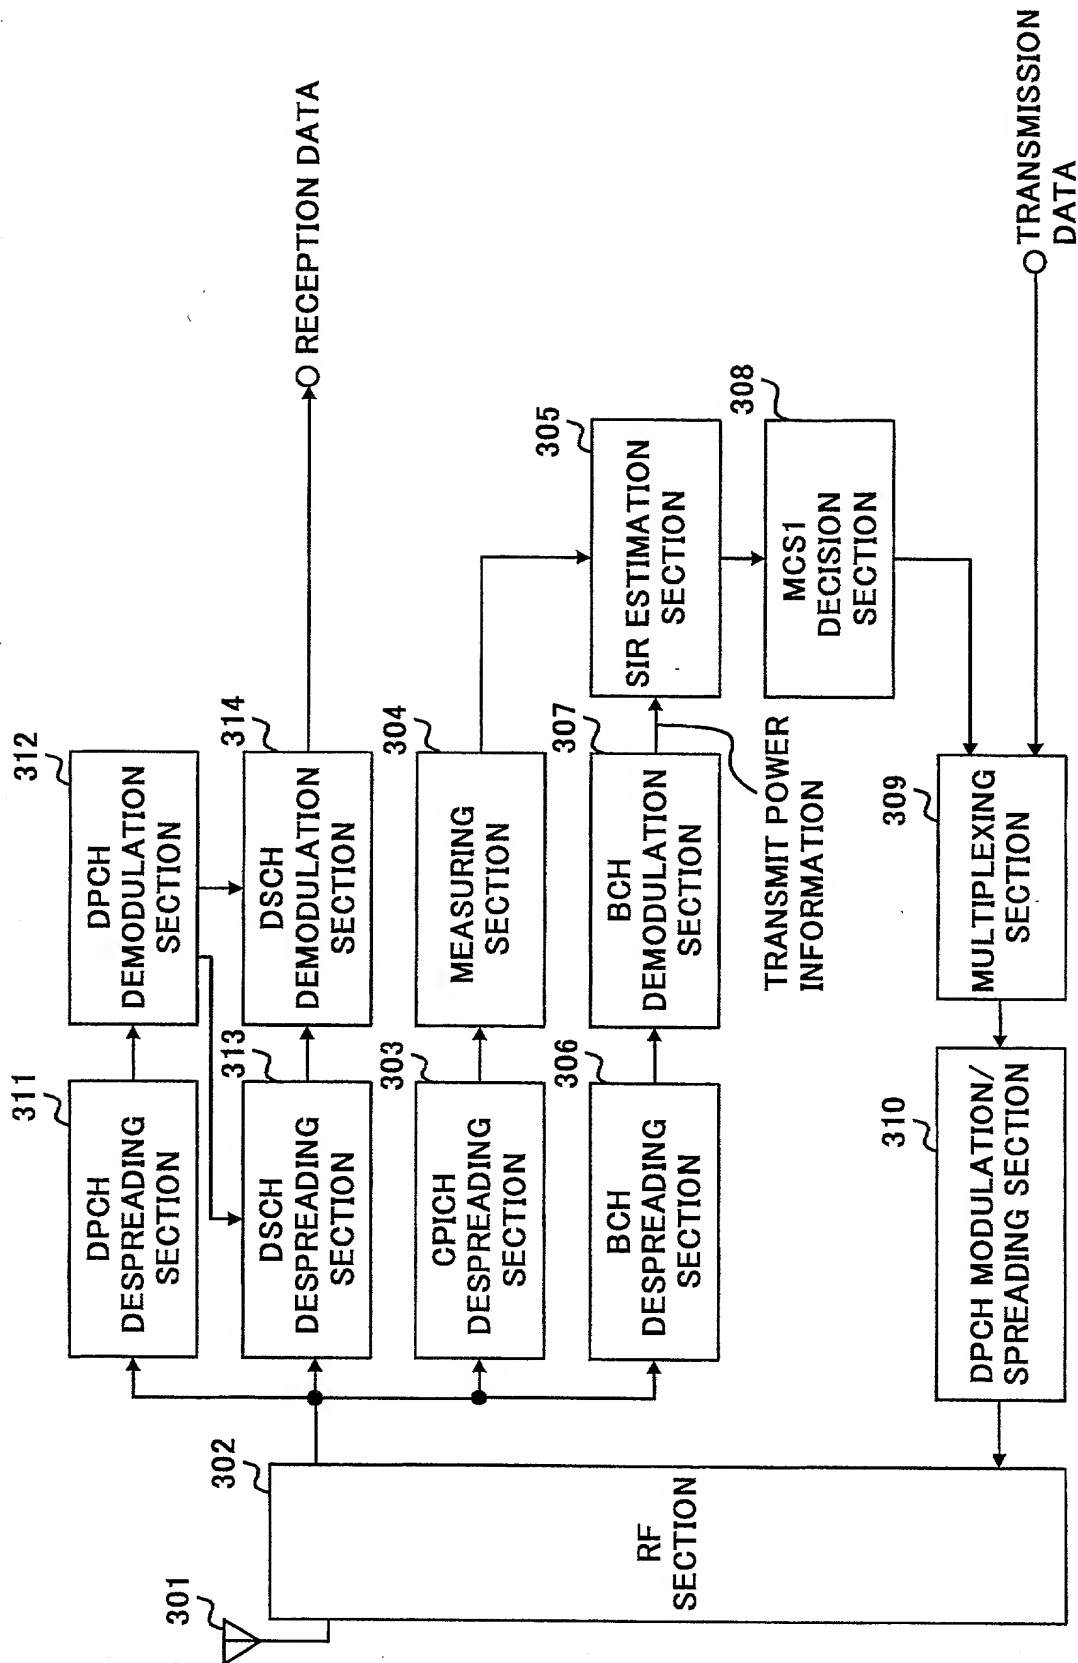 301
302
RF
SECTION
311
DPCH
DESPREADING
SECTION
312
DPCH
DEMODULATION
SECTION
313
DSCH
DESPREADING
SECTION
314
DSCH
DEMODULATION
SECTION
RECEPTION DATA
303
CPICH
DESPREADING
SECTION
304
MEASURING
SECTION
305
SIR ESTIMATION
SECTION
306
BCH
DESPREADING
SECTION
307
BCH
DEMODULATION
SECTION
TRANSMIT POWER
INFORMATION
308
MCS1
DECISION
SECTION
310
DPCH MODULATION/
SPREADING SECTION
309
MULTIPLEXING
SECTION
TRANSMISSION
DATA